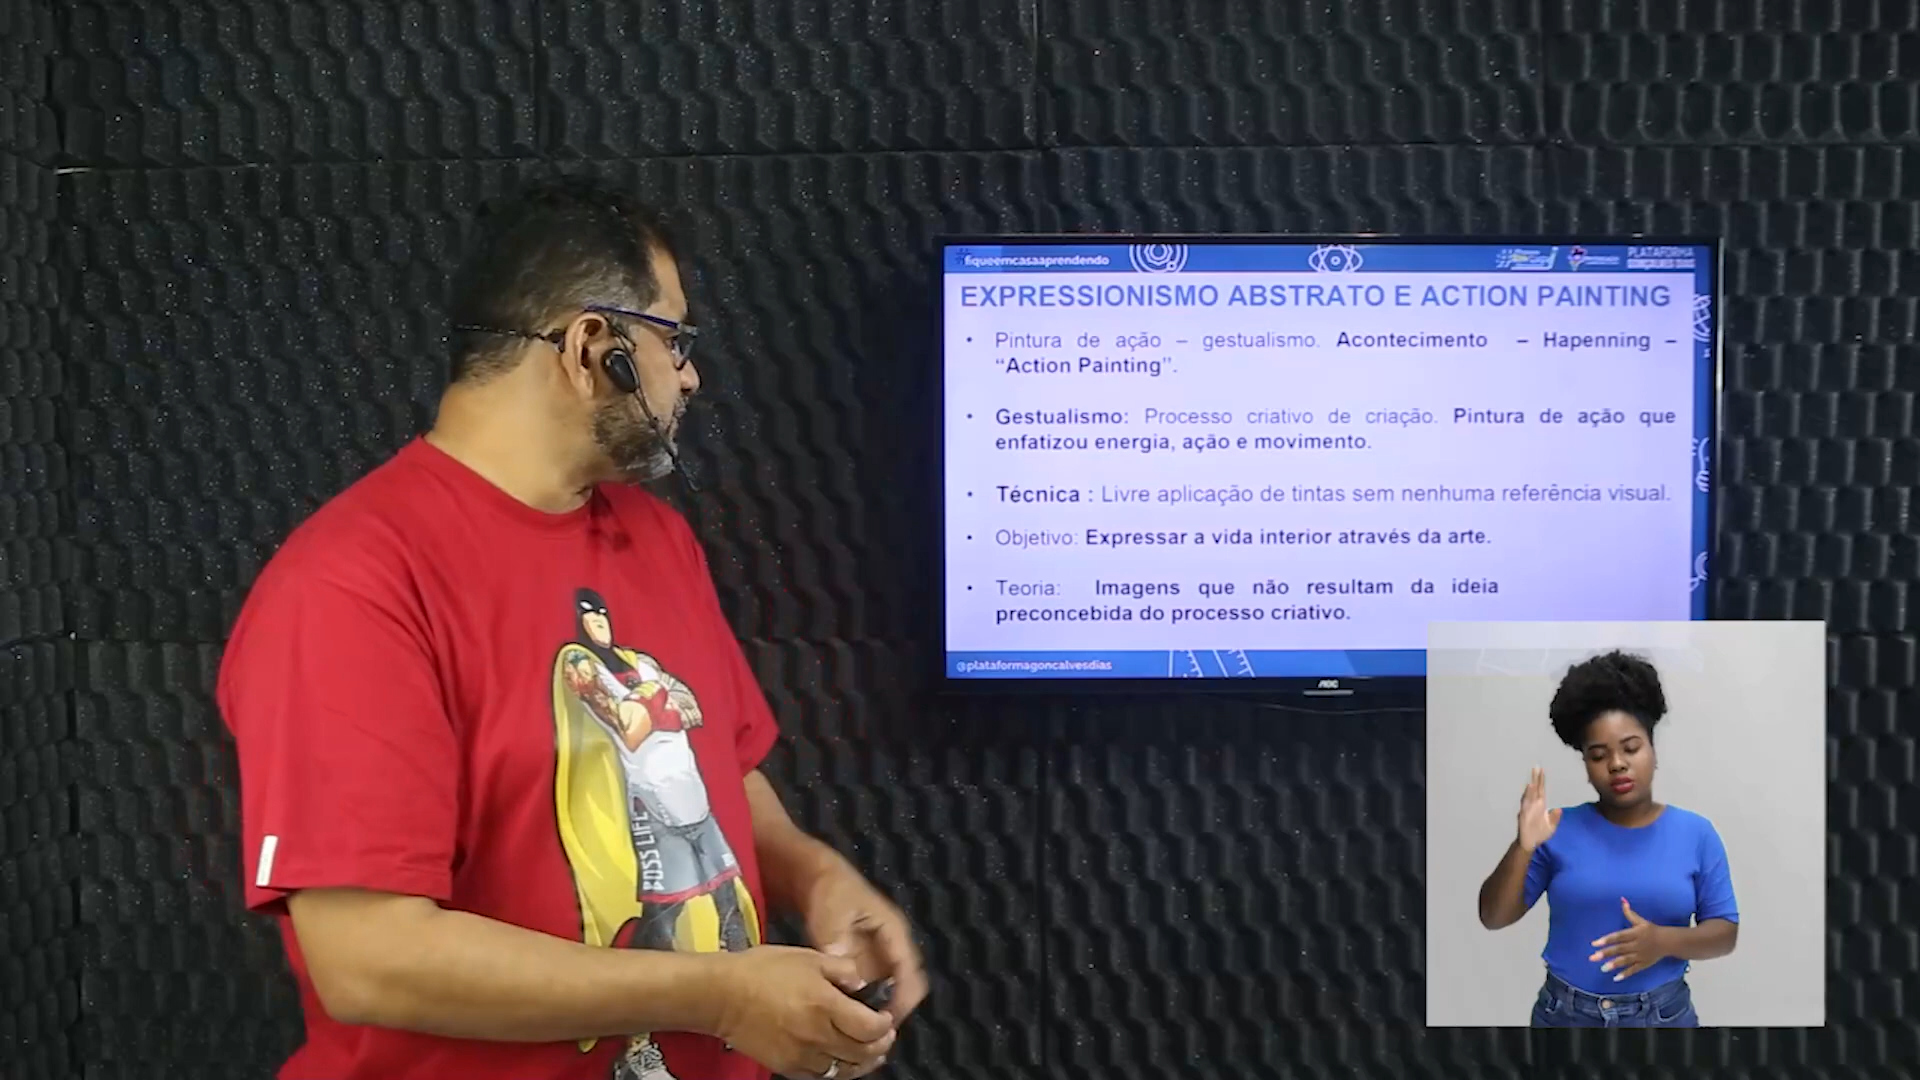 #fiqueemcasaaprendendo
PLATAFORMA
GONÇALVES DIAS
EXPRESSIONISMO ABSTRATO E ACTION PAINTING
• Pintura de ação – gestualismo. Acontecimento – Hapenning –
“Action Painting”.
• Gestualismo: Processo criativo de criação. Pintura de ação que
enfatizou energia, ação e movimento.
• Técnica : Livre aplicação de tintas sem nenhuma referência visual.
• Objetivo: Expressar a vida interior através da arte.
• Teoria: Imagens que não resultam da ideia
preconcebida do processo criativo.
@plataformagoncalvesdias
AOC
BOSS LIFE